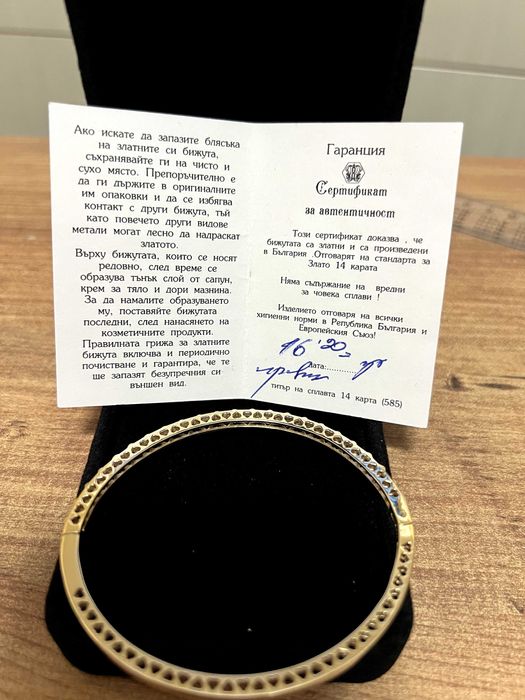 Ако искате да запазите блясъка
на златните си бижута,
съхранявайте ги на чисто и
сухо място. Препоръчително е
да ги държите в оригиналните
им опаковки и да се избягва
контакт с други бижута, тъй
като повечето други видове
метали могат лесно да надраскат
златото.
Върху бижутата, които се носят
редовно, след време се
образува тънък слой от сапун,
крем за тяло и дори мазнина.
За да намалите образуването
му, поставяйте бижутата
последни, след нанасянето на
козметичните продукти.
Правилната грижа за златните
бижута включва и периодично
почистване и гарантира, че те
ще запазят безупречния си
външен вид.
Гаранция
Сертификат
за автентичност
Този сертификат доказва , че
бижутата са златни и са произведени
в България .Отговарят на стандарта за
Злато 14 карата
Няма съдържание на вредни
за човека сплави !
Изделието отговаря на всички
хигиенни норми в Република България и
Европейския Съюз!
Дата:...........
титър на сплавта 14 карта (585)